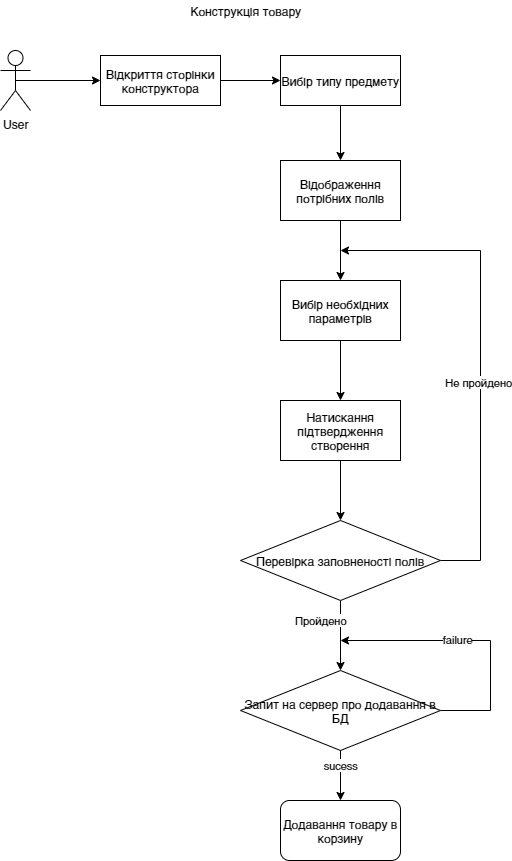 Конструкція товару
Відкриття сторінки
конструктора
Вибір типу предмету
User
Відображення
потрібних полів
Вибір необхідних
параметрів
Не пройдено
Натискання
підтвердження
створення
Перевірка заповненості полів
Пройдено
failure
Запит на сервер про додавання в
БД
sucess
Додавання товару в
корзину